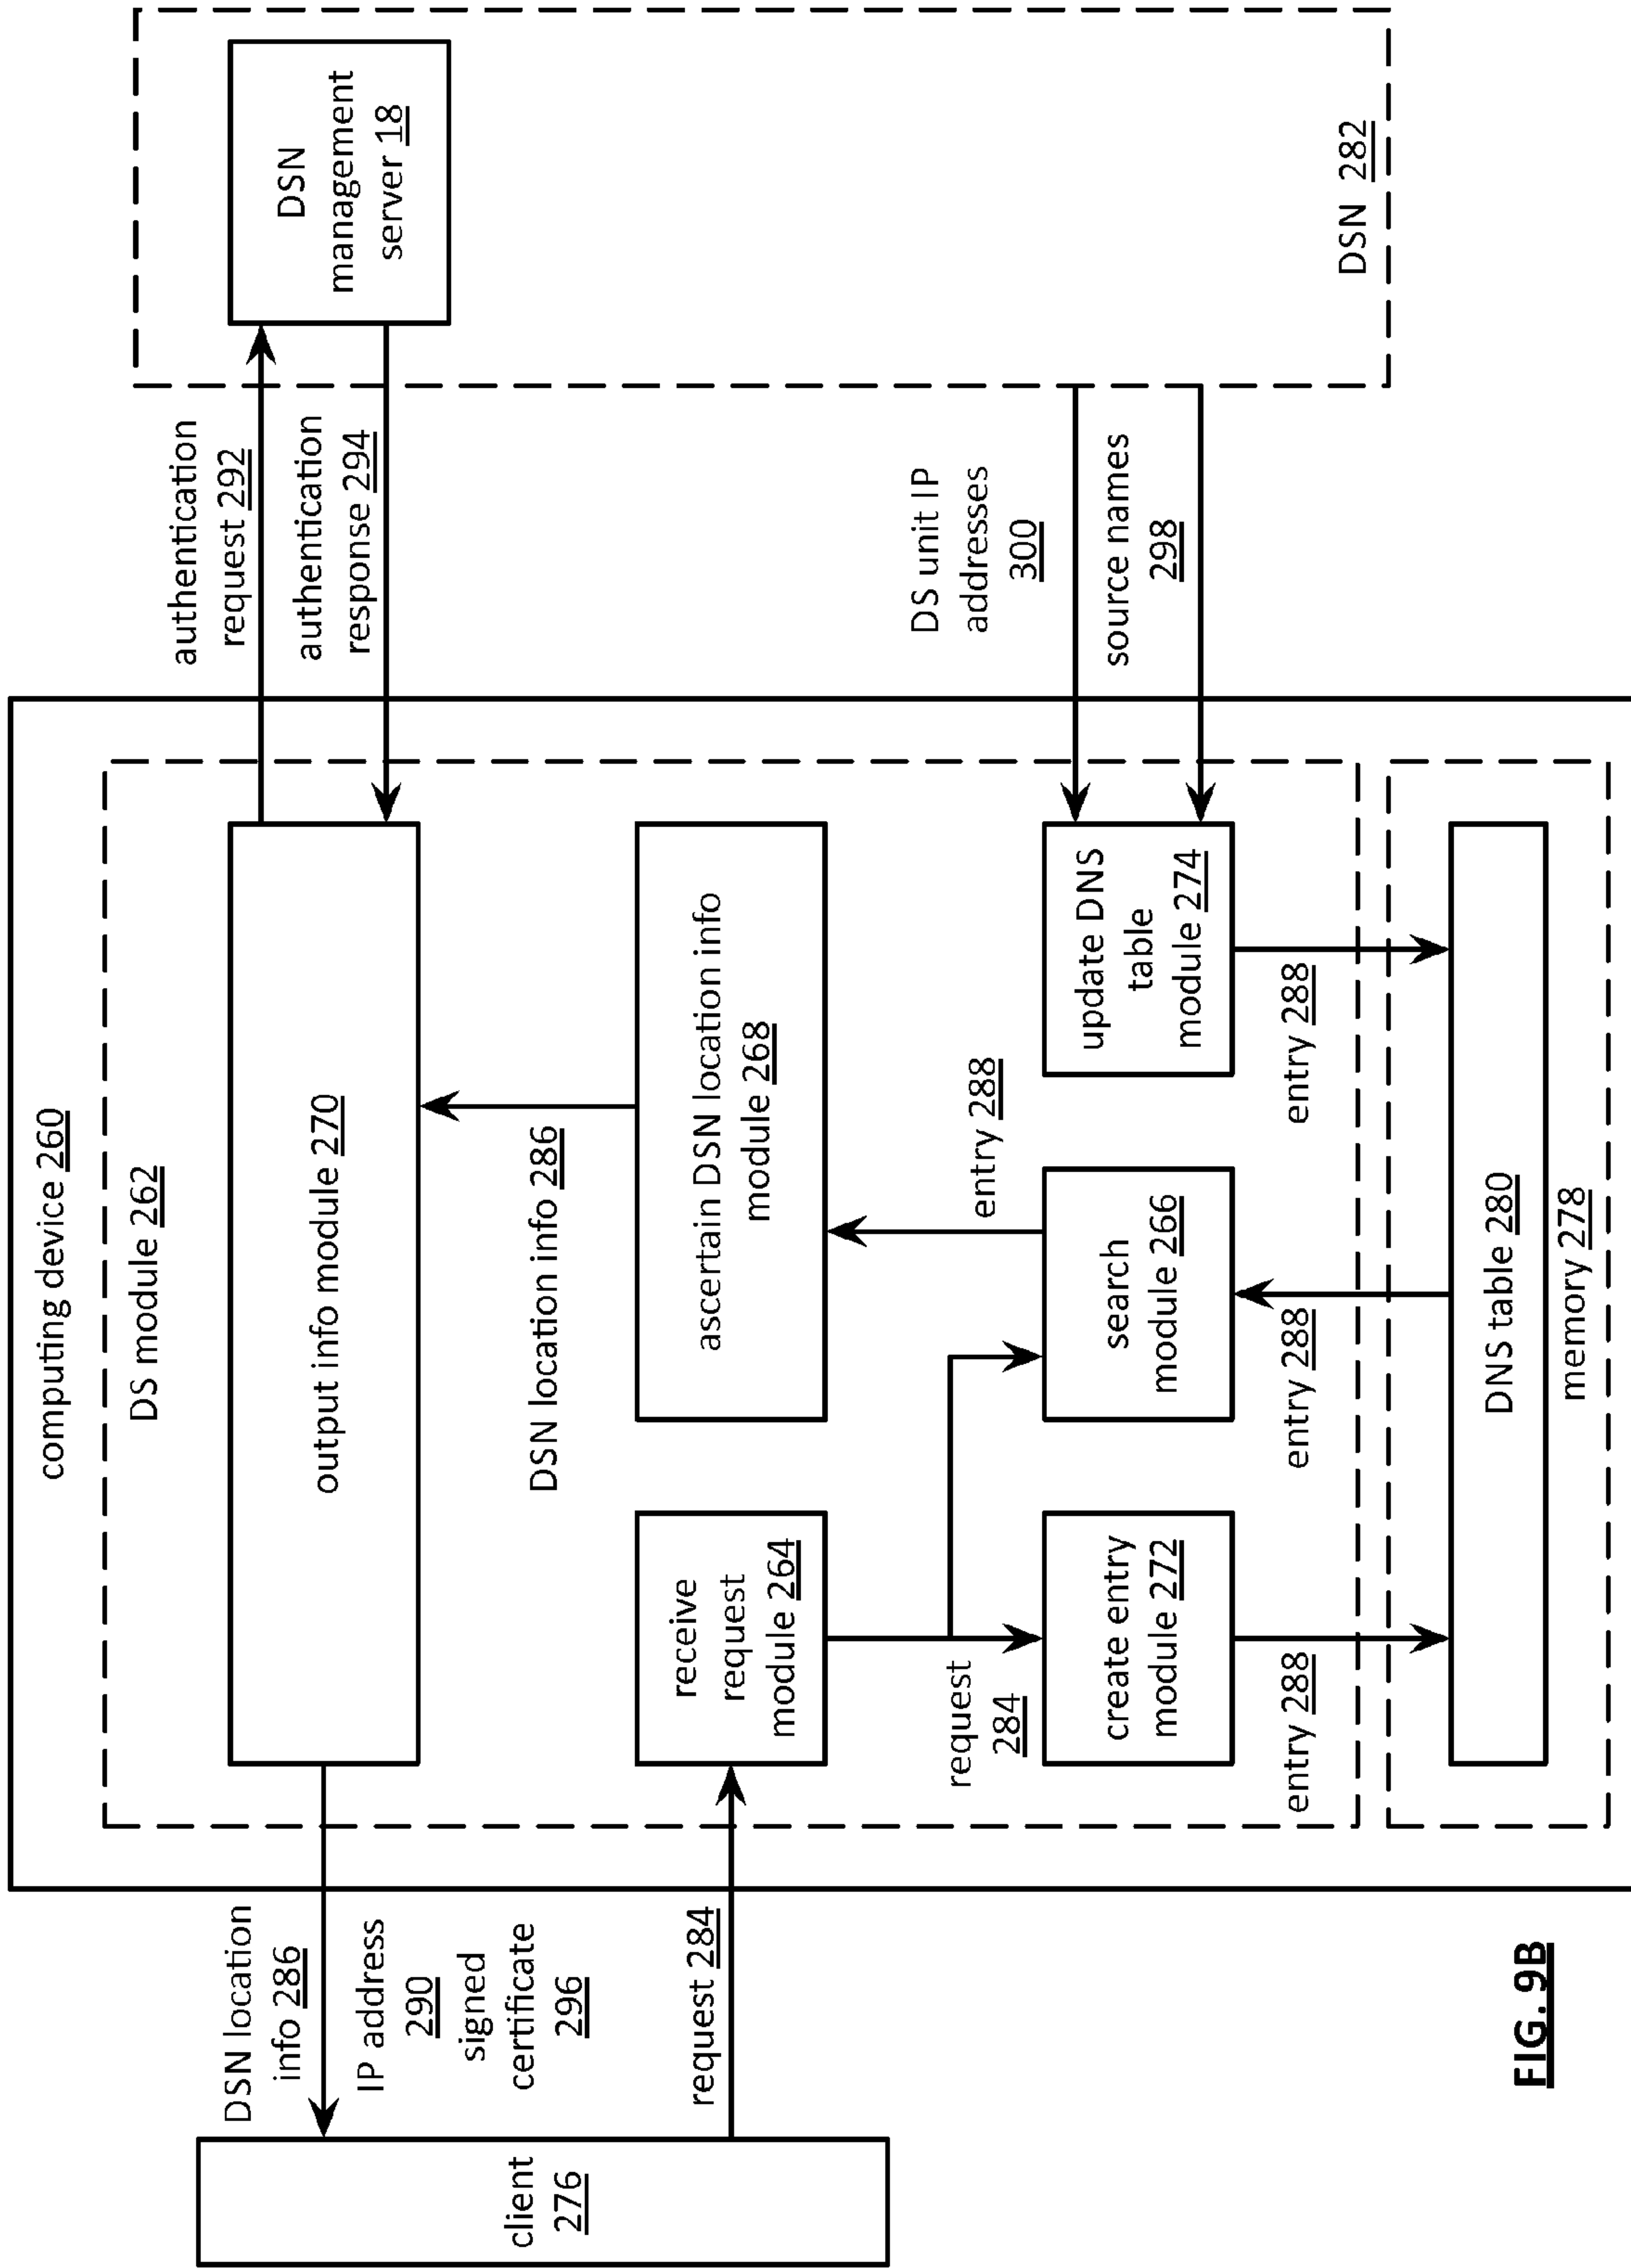 computing device 260
DS module 262
output info module 270
DSN location info 286
ascertain DSN location info
module 268
receive
request
module 264
request
284
entry 288
create entry
module 272
search
module 266
update DNS
table
module 274
entry 288
entry 288
entry 288
DNS table 280
memory 278
client
276
DSN location
info 286
IP address
290
signed
certificate
296
request 284
authentication
request 292
authentication
response 294
DSN
management
server 18
DS unit IP
addresses
300
source names
298
DSN 282
FIG. 9B